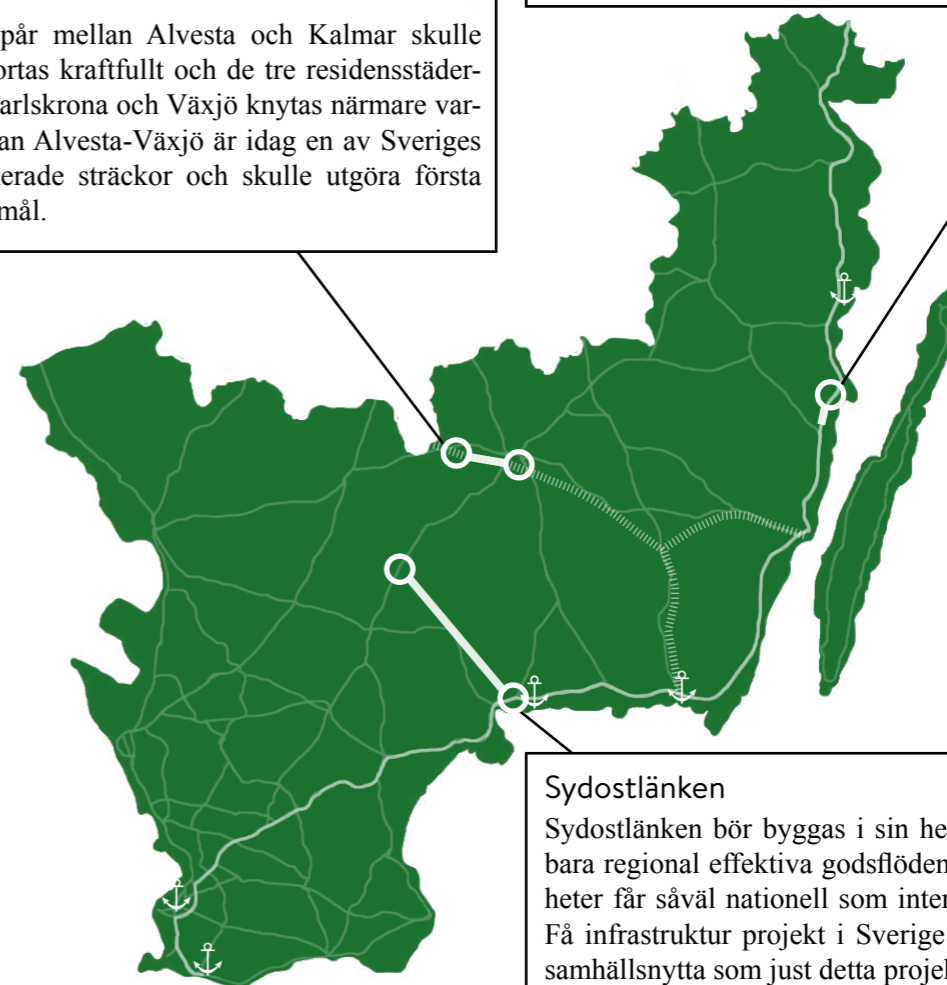 pår mellan Alvesta och Kalmar skulle
ortas kraftfullt och de tre residensstäder-
arlskrona och Växjö knytas närmare var-
an Alvesta-Växjö är idag en av Sveriges
erade sträckor och skulle utgöra första
mål.
Sydostlänken
Sydostlänken bör byggas i sin he
bara regional effektiva godsflöden
heter får såväl nationell som inter
Få infrastruktur projekt i Sverige
samhällsnytta som just detta projek